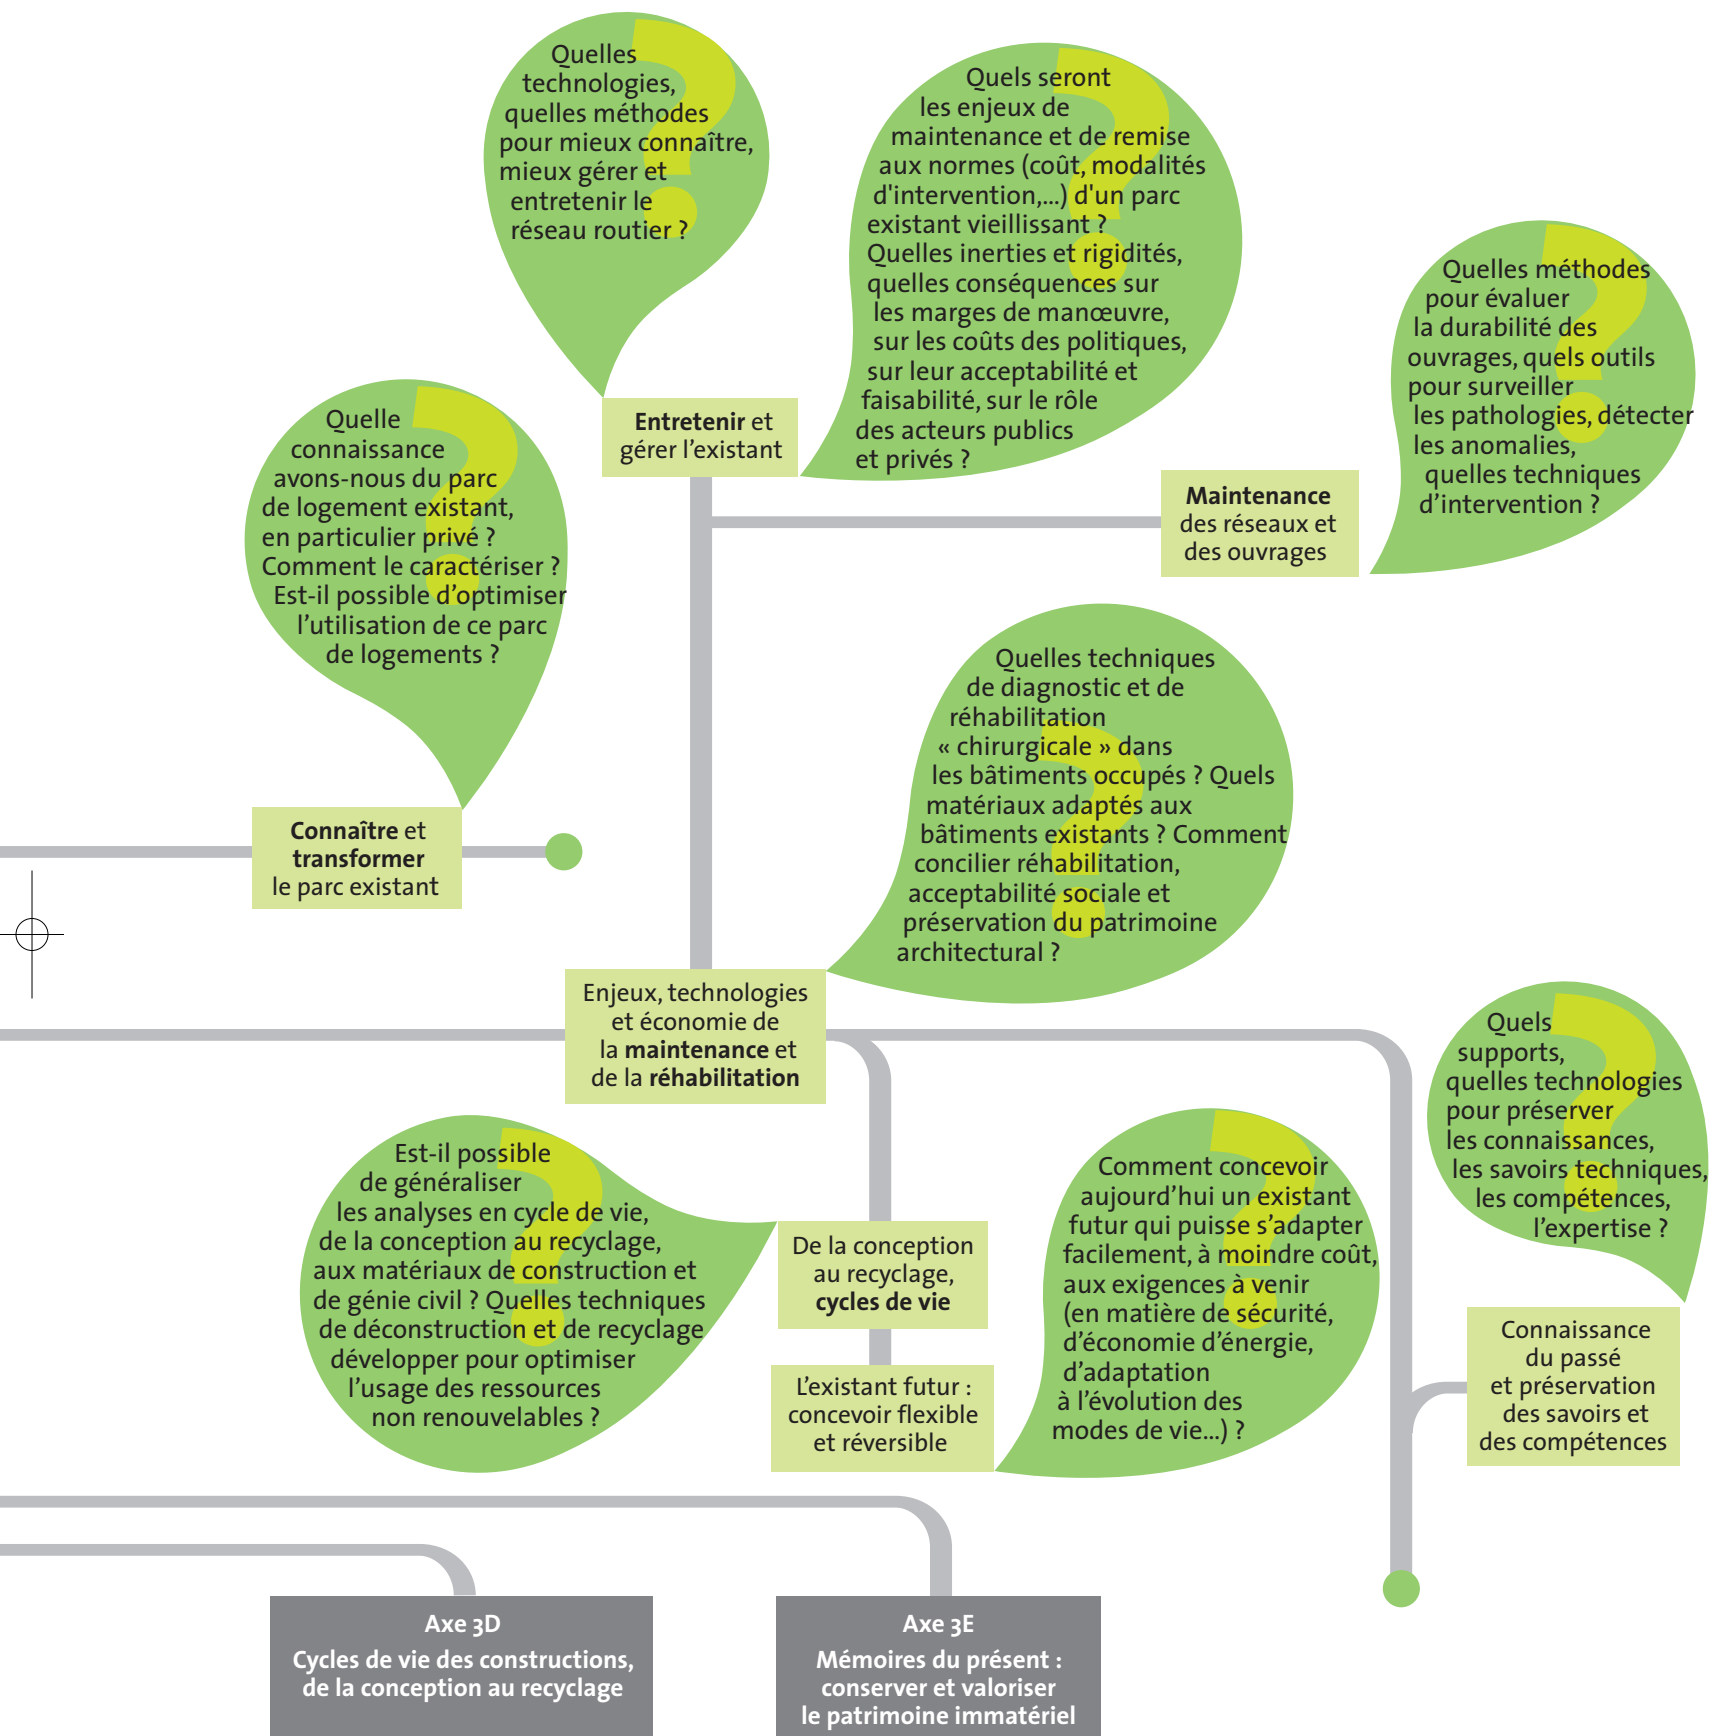 Quelles
technologies,
quelles méthodes
pour mieux connaître,
mieux gérer et
entretenir le
réseau routier ?
Quels seront
les enjeux de
maintenance et de remise
aux normes (coût, modalités
d'intervention,...) d'un parc
existant vieillissant ?
Quelles inerties et rigidités,
quelles conséquences sur
les marges de manœuvre,
sur les coûts des politiques,
sur leur acceptabilité et
faisabilité, sur le rôle
des acteurs publics
et privés ?
Quelles méthodes
pour évaluer
la durabilité des
ouvrages, quels outils
pour surveiller
les pathologies, détecter
les anomalies,
quelles techniques
d’intervention ?
Quelle
connaissance
avons-nous du parc
de logement existant,
en particulier privé ?
Comment le caractériser ?
Est-il possible d’optimiser
l’utilisation de ce parc
de logements ?
Entretenir et
gérer l’existant
Maintenance
des réseaux et
des ouvrages
Quelles techniques
de diagnostic et de
réhabilitation
« chirurgicale » dans
les bâtiments occupés ? Quels
matériaux adaptés aux
bâtiments existants ? Comment
concilier réhabilitation,
acceptabilité sociale et
préservation du patrimoine
architectural ?
Connaître et
transformer
le parc existant
Enjeux, technologies
et économie de
la maintenance et
de la réhabilitation
Quels
supports,
quelles technologies
pour préserver
les connaissances,
les savoirs techniques,
les compétences,
l’expertise ?
Est-il possible
de généraliser
les analyses en cycle de vie,
de la conception au recyclage,
aux matériaux de construction et
de génie civil ? Quelles techniques
de déconstruction et de recyclage
développer pour optimiser
l’usage des ressources
non renouvelables ?
De la conception
au recyclage,
cycles de vie
Comment concevoir
aujourd’hui un existant
futur qui puisse s’adapter
facilement, à moindre coût,
aux exigences à venir
(en matière de sécurité,
d’économie d’énergie,
d’adaptation
à l’évolution des
modes de vie...) ?
L’existant futur :
concevoir flexible
et réversible
Connaissance
du passé
et préservation
des savoirs et
des compétences
Axe 3D
Cycles de vie des constructions,
de la conception au recyclage
Axe 3E
Mémoires du présent :
conserver et valoriser
le patrimoine immatériel